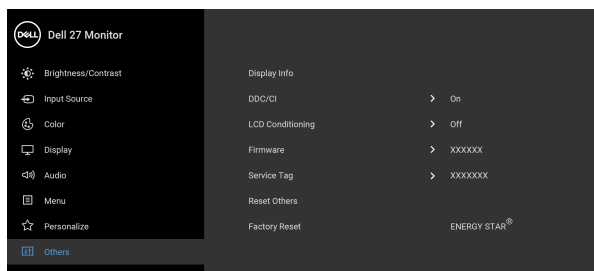 DELL Dell 27 Monitor
Brightness/Contrast
Input Source
Color
Display
Audio
Menu
Personalize
Others
Display Info
DDC/CI > On
LCD Conditioning > Off
Firmware > XXXXXX
Service Tag > XXXXXXX
Reset Others
Factory Reset ENERGY STAR®